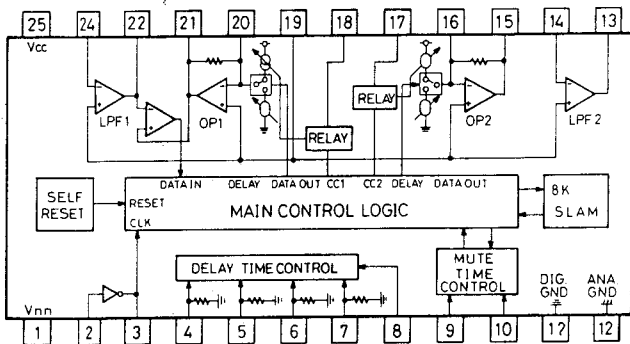 25 24 22 21 20 19 18 17 16 15 14 13
Vcc
LPF1
OP1
RELAY
RELAY
OP2
LPF2
DATA IN DELAY DATA OUT CC1 CC2 DELAY DATA OUT
SELF
RESET
RESET
MAIN CONTROL LOGIC
CLK
8K
SLAM
DELAY TIME CONTROL
MUTE
TIME
CONTROL
DIG.
GND
ANA.
GND
Vnn
1 2 3 4 5 6 7 8 9 10 1? 12